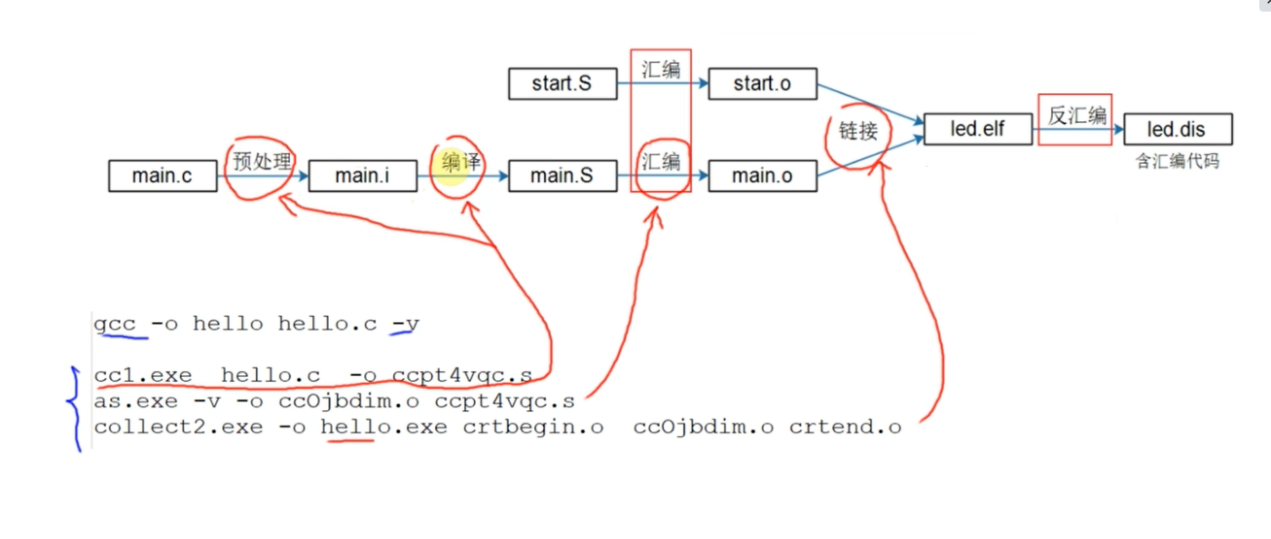 start.S 汇编 start.o
链接 led.elf 反汇编 led.dis
main.c 预处理 main.i 编译 main.S 汇编 main.o 含汇编代码
gcc -o hello hello.c -v
cc1.exe hello.c -o ccpt4vqc.s
as.exe -v -o ccOjbdim.o ccpt4vqc.s
collect2.exe -o hello.exe crtbegin.o ccOjbdim.o crtend.o